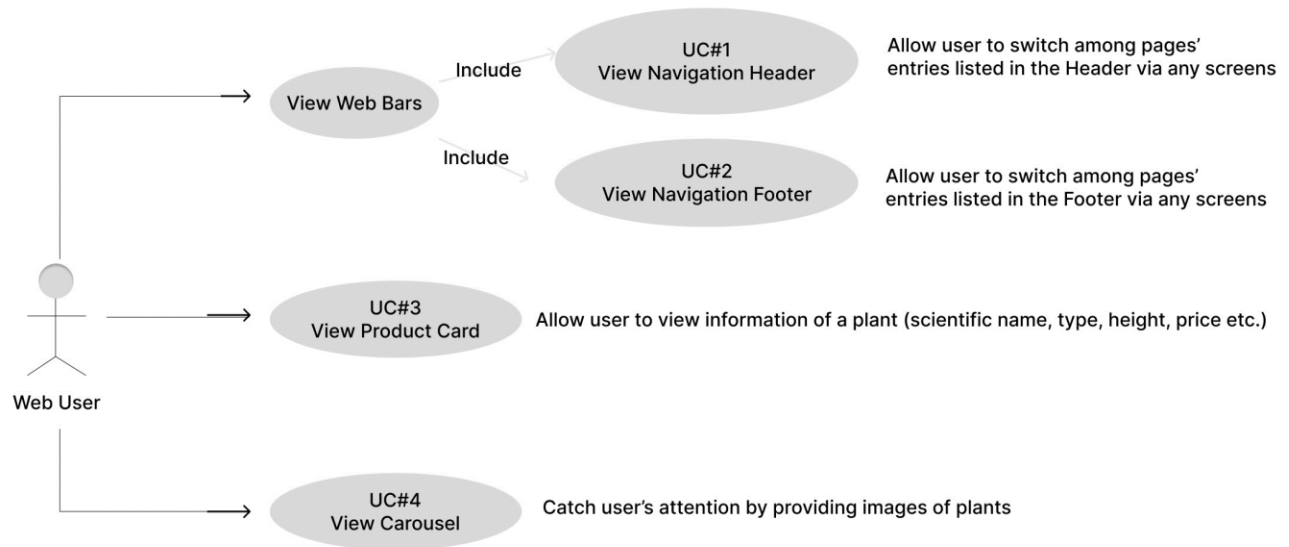 UC#1
View Navigation Header
Allow user to switch among pages’
entries listed in the Header via any screens
Include
View Web Bars
Include
UC#2
View Navigation Footer
Allow user to switch among pages’
entries listed in the Footer via any screens
UC#3
View Product Card
Allow user to view information of a plant (scientific name, type, height, price etc.)
Web User
UC#4
View Carousel
Catch user’s attention by providing images of plants